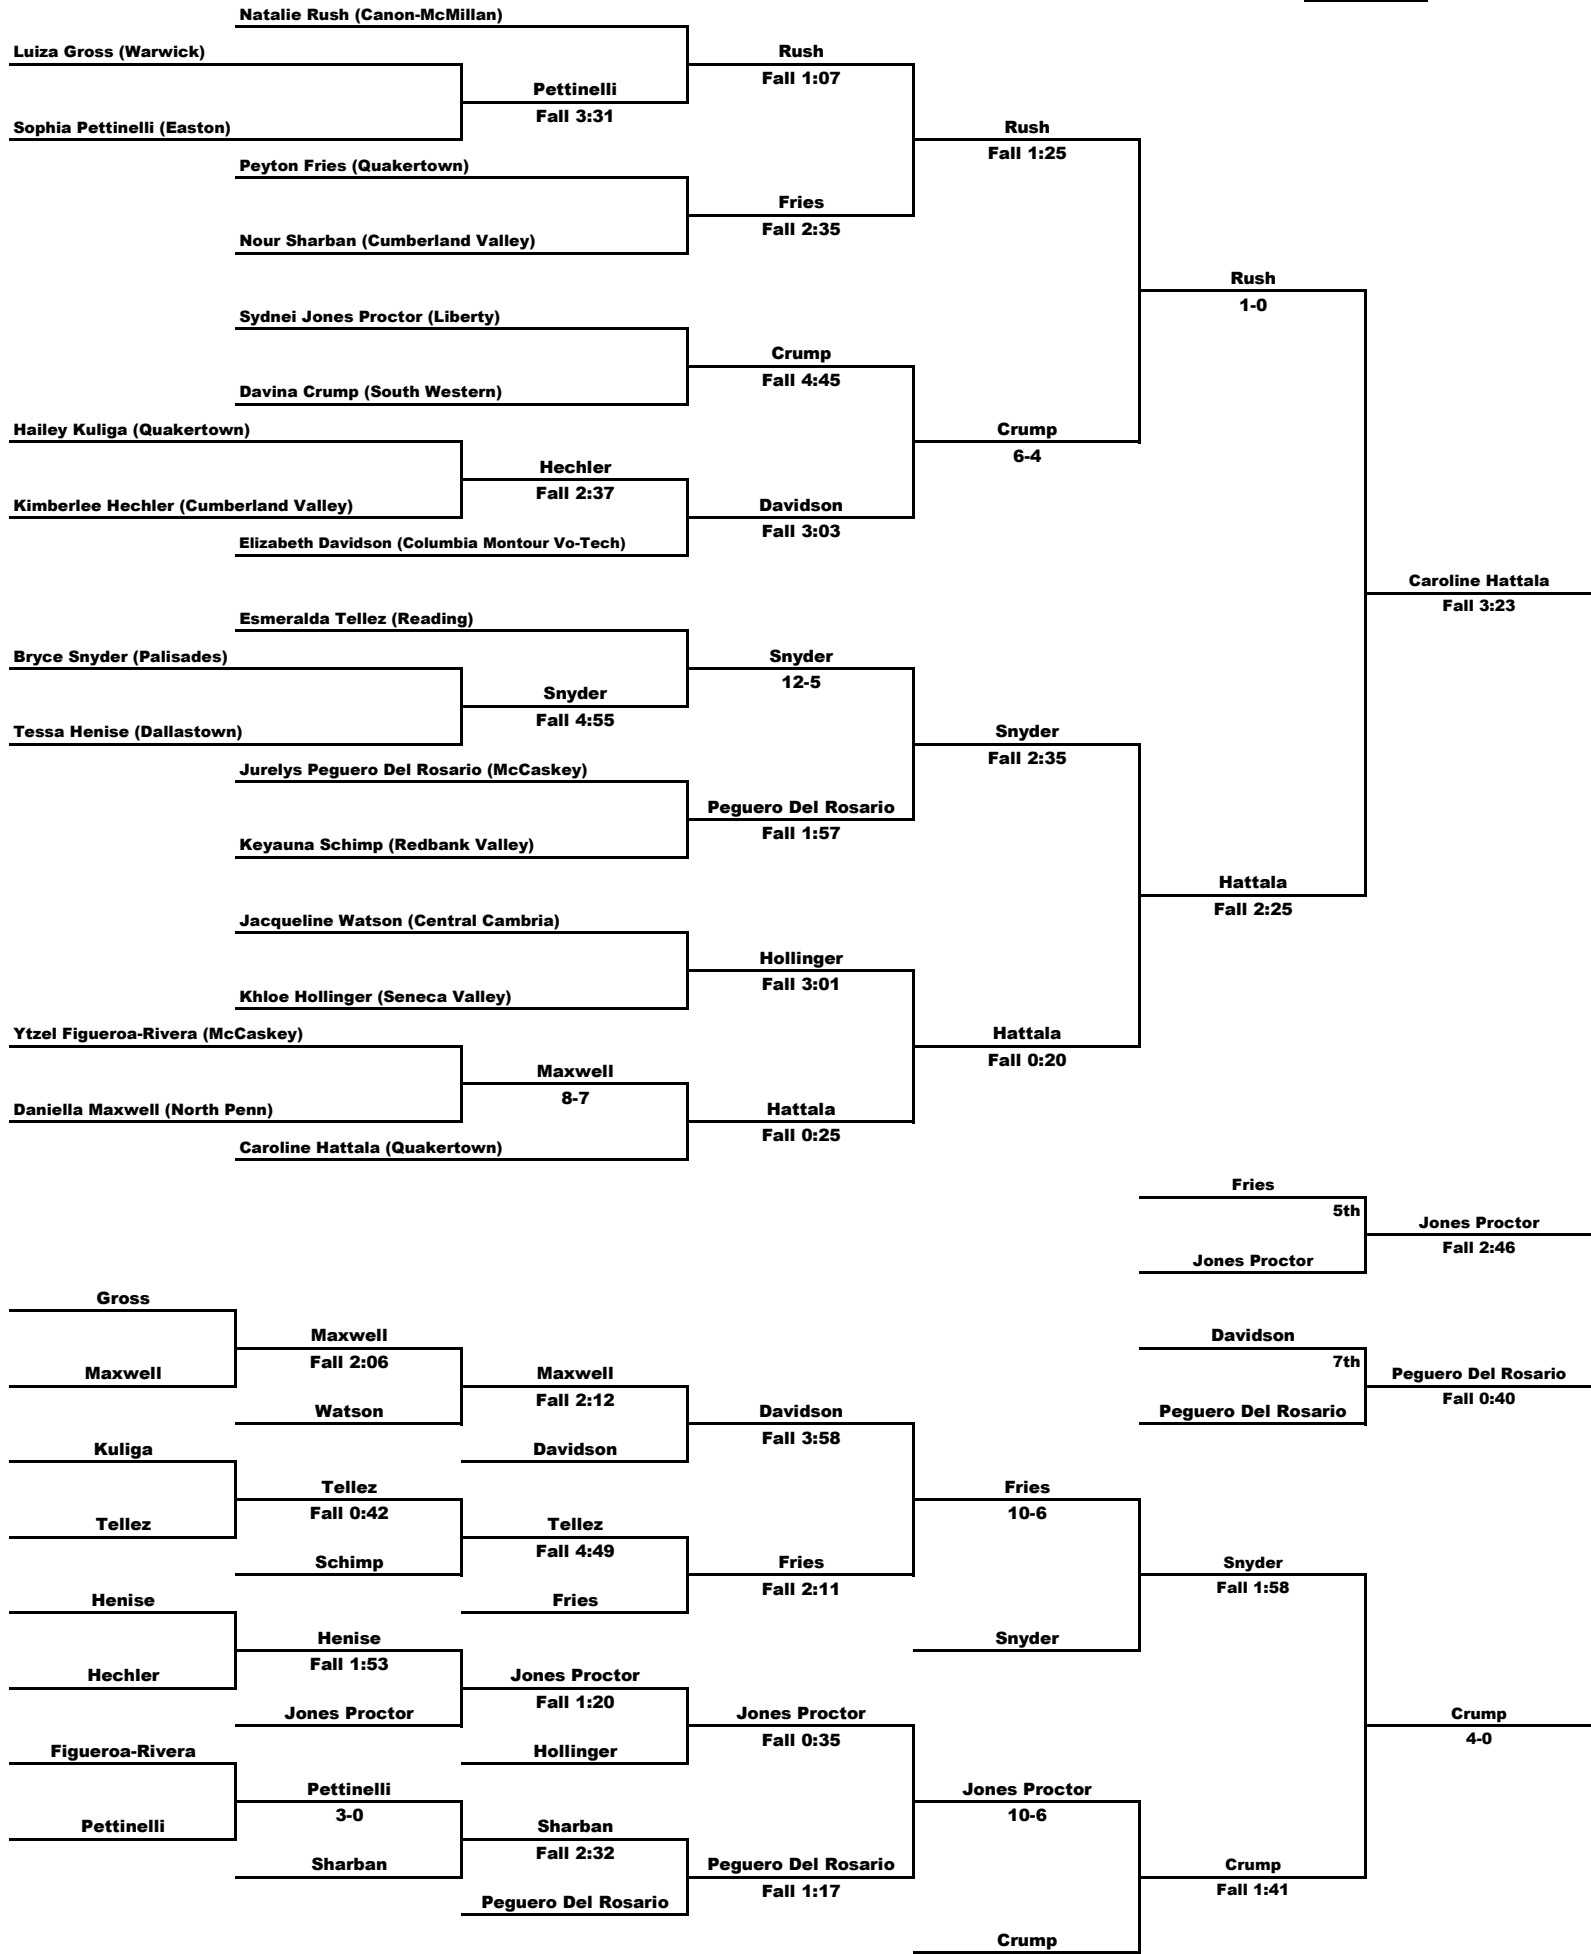 Natalie Rush (Canon-McMillan)
Luiza Gross (Warwick)
Rush
Fall 1:07
Pettinelli
Fall 3:31
Sophia Pettinelli (Easton)
Rush
Fall 1:25
Peyton Fries (Quakertown)
Fries
Fall 2:35
Nour Sharban (Cumberland Valley)
Rush
1-0
Sydnei Jones Proctor (Liberty)
Crump
Fall 4:45
Davina Crump (South Western)
Hailey Kuliga (Quakertown)
Crump
6-4
Hechler
Fall 2:37
Kimberlee Hechler (Cumberland Valley)
Davidson
Fall 3:03
Elizabeth Davidson (Columbia Montour Vo-Tech)
Caroline Hattala
Fall 3:23
Esmeralda Tellez (Reading)
Bryce Snyder (Palisades)
Snyder
12-5
Snyder
Fall 4:55
Tessa Henise (Dallastown)
Snyder
Fall 2:35
Jurelys Peguero Del Rosario (McCaskey)
Peguero Del Rosario
Fall 1:57
Keyauna Schimp (Redbank Valley)
Hattala
Fall 2:25
Jacqueline Watson (Central Cambria)
Hollinger
Fall 3:01
Khloe Hollinger (Seneca Valley)
Ytzel Figueroa-Rivera (McCaskey)
Hattala
Fall 0:20
Maxwell
8-7
Daniella Maxwell (North Penn)
Hattala
Fall 0:25
Caroline Hattala (Quakertown)
Fries
5th
Jones Proctor
Fall 2:46
Jones Proctor
Gross
Maxwell
Fall 2:06
Davidson
7th
Maxwell
Maxwell
Fall 2:12
Peguero Del Rosario
Fall 0:40
Watson
Davidson
Fall 3:58
Peguero Del Rosario
Kuliga
Davidson
Tellez
Fall 0:42
Fries
10-6
Tellez
Tellez
Fall 4:49
Schimp
Fries
Fall 2:11
Snyder
Fall 1:58
Henise
Fries
Henise
Fall 1:53
Snyder
Hechler
Jones Proctor
Fall 1:20
Jones Proctor
Jones Proctor
Fall 0:35
Crump
4-0
Figueroa-Rivera
Hollinger
Pettinelli
3-0
Jones Proctor
10-6
Pettinelli
Sharban
Fall 2:32
Sharban
Peguero Del Rosario
Fall 1:17
Crump
Fall 1:41
Peguero Del Rosario
Crump